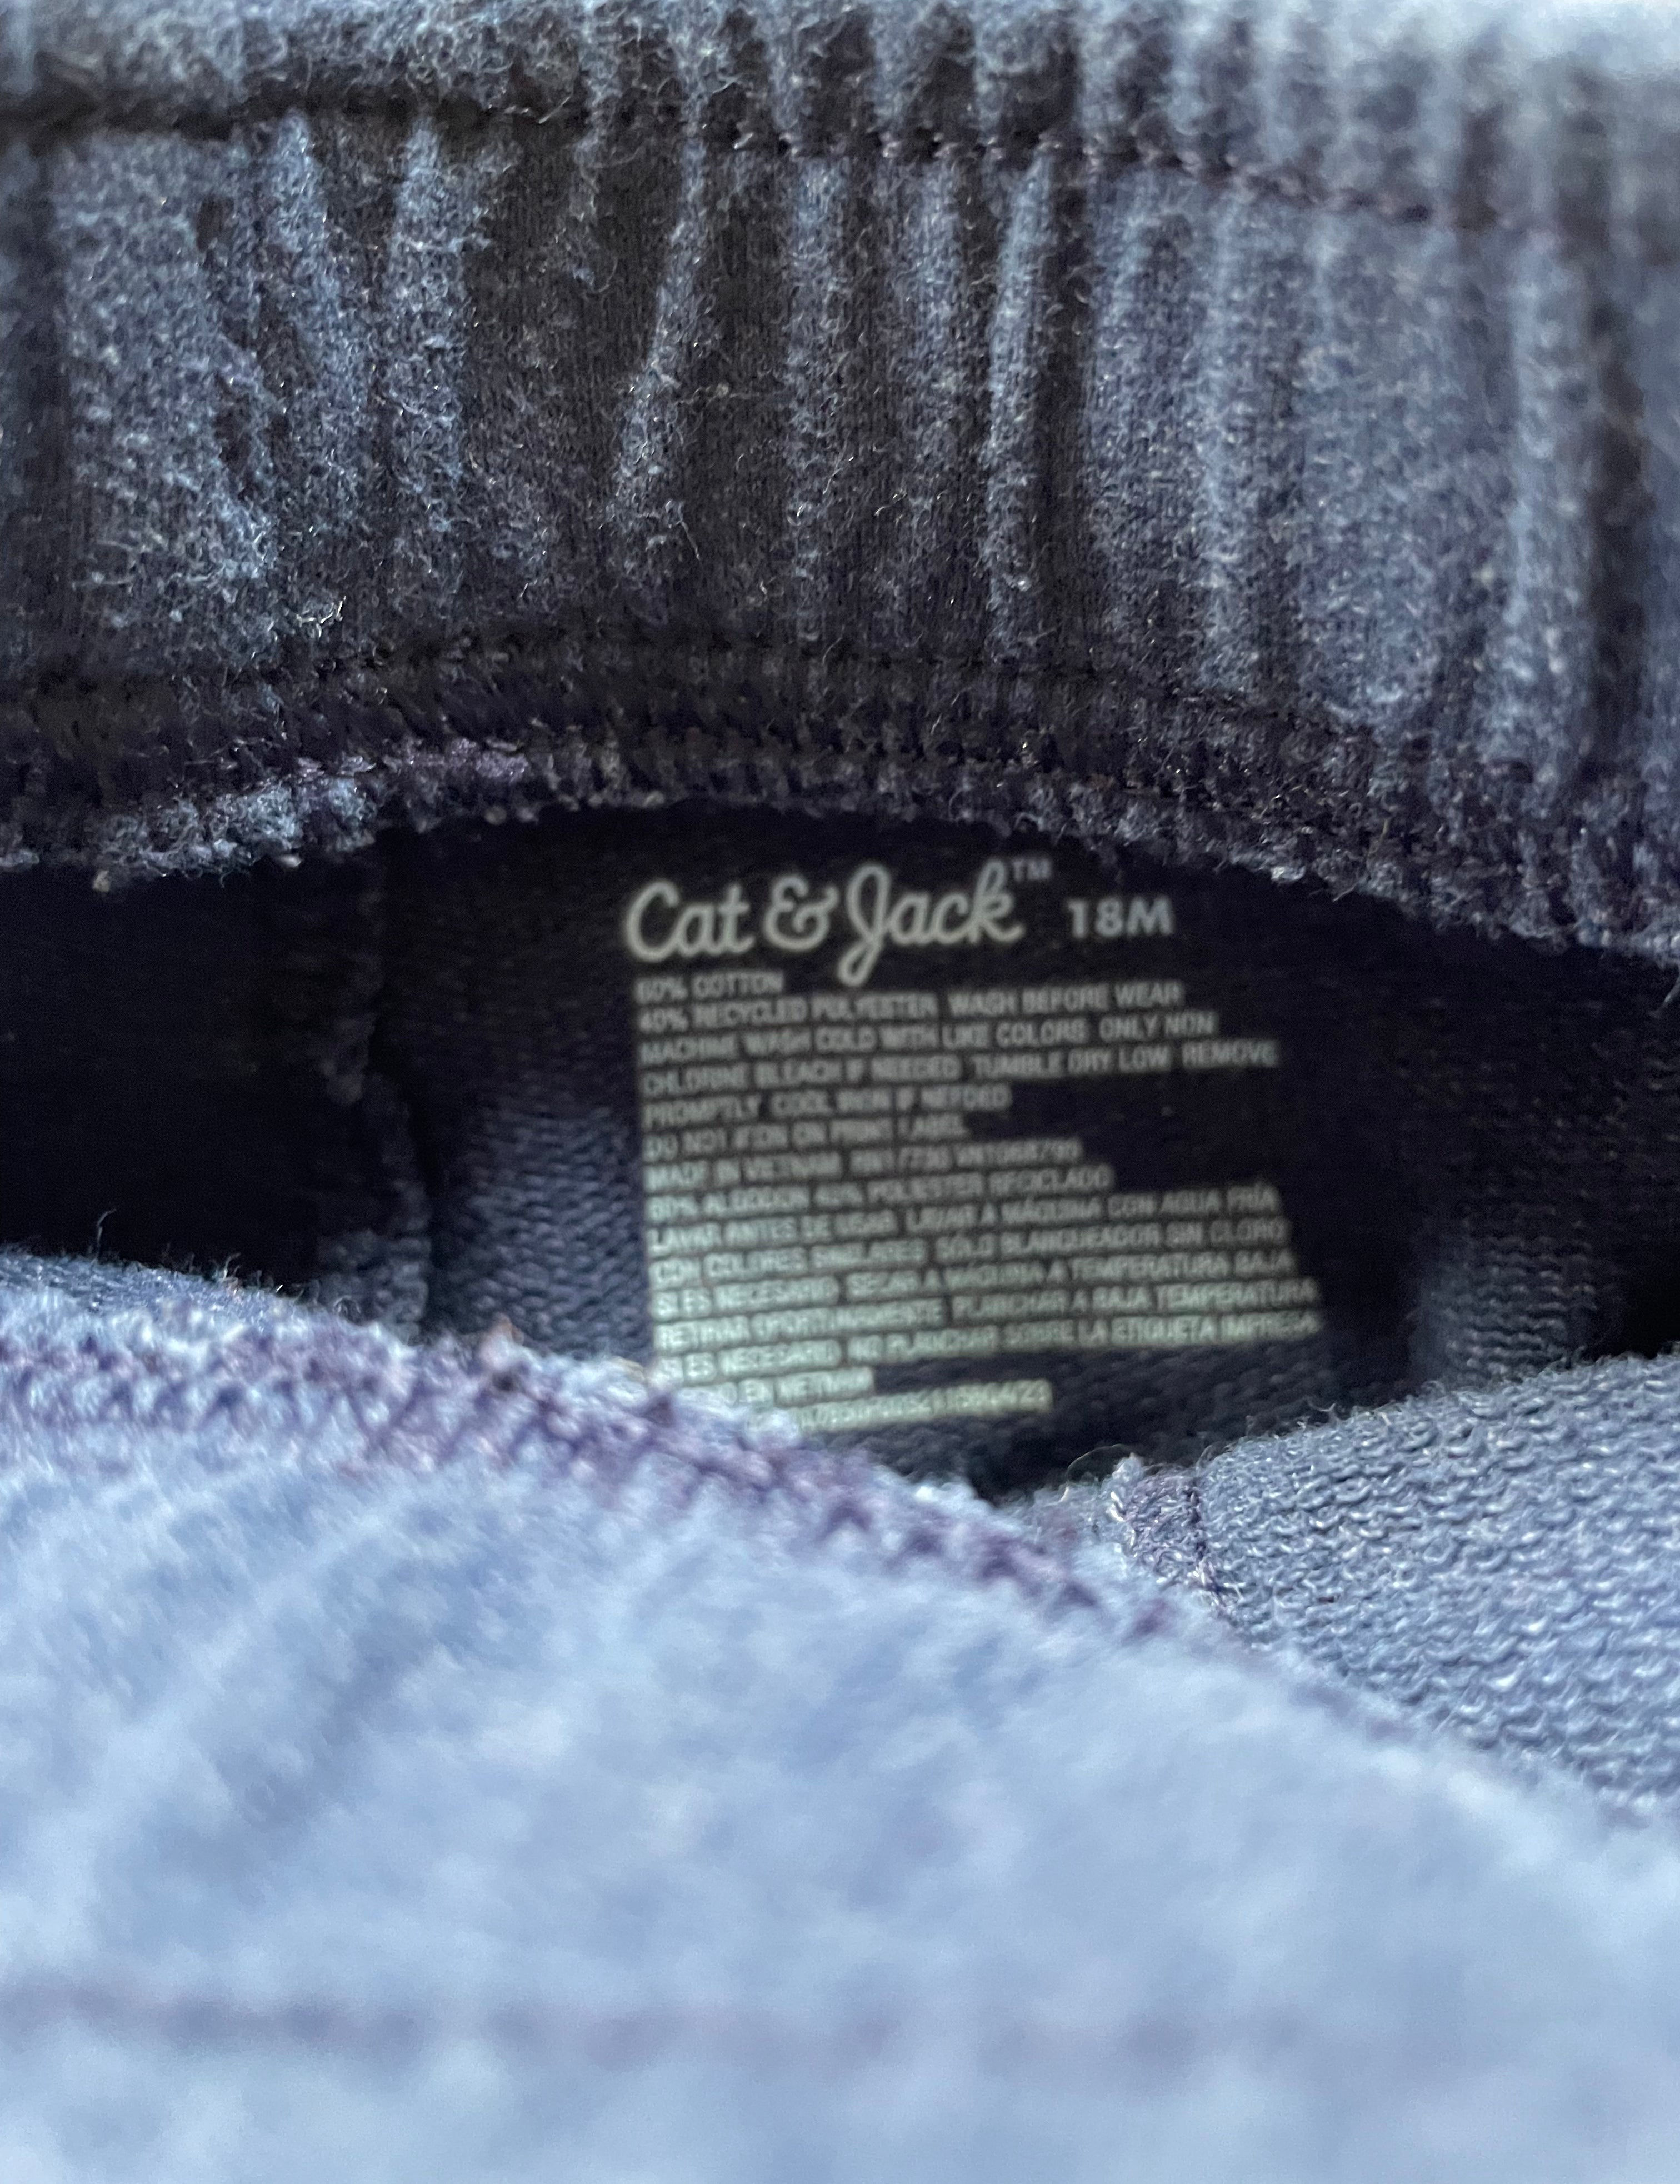 Cat & Jack™ 18M
60% COTTON
40% RECYCLED POLYESTER WASH BEFORE WEAR
MACHINE WASH COLD WITH LIKE COLORS ONLY NON
CHLORINE BLEACH IF NEEDED TUMBLE DRY LOW REMOVE
PROMPTLY COOL IRON IF NEEDED
DO NOT IRON ON PRINT LABEL
MADE IN VIETNAM
60% ALGODON 40% POLIESTER RECICLADO
LAVAR ANTES DE USAR LAVAR A MÁQUINA CON AGUA FRÍA
CON COLORES SIMILARES SÓLO BLANQUEADOR SIN CLORO
SI ES NECESARIO SECAR A MÁQUINA A TEMPERATURA BAJA
RETIRAR OPORTUNAMENTE PLANCHAR A BAJA TEMPERATURA
SI ES NECESARIO NO PLANCHAR SOBRE LA ETIQUETA IMPRESA
EN VIETNAM